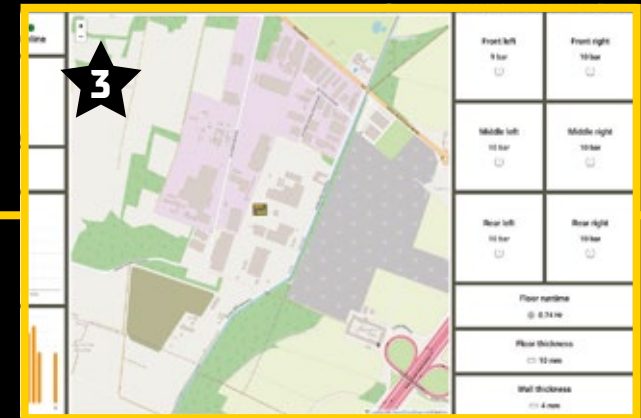 3
line
+
-
Front left
9 bar
Front right
10 bar
Middle left
10 bar
Middle right
10 bar
Rear left
10 bar
Rear right
10 bar
Floor runtime
0.74 hr
Floor thickness
10 mm
Wall thickness
4 mm